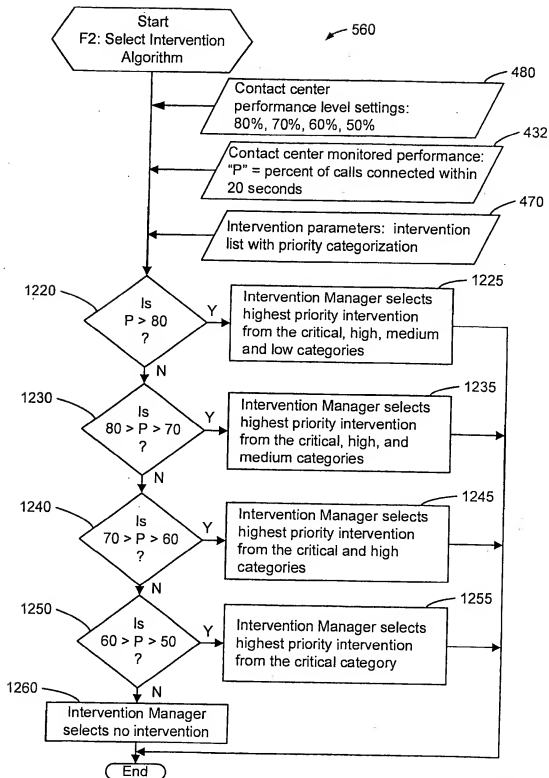 Start
F2: Select Intervention
Algorithm
560
480
Contact center
performance level settings:
80%, 70%, 60%, 50%
432
Contact center monitored performance:
“P” = percent of calls connected within
20 seconds
470
Intervention parameters: intervention
list with priority categorization
1220
Is
P > 80
?
Y
N
1225
Intervention Manager selects
highest priority intervention
from the critical, high, medium
and low categories
1230
Is
80 > P > 70
?
Y
N
1235
Intervention Manager selects
highest priority intervention
from the critical, high, and
medium categories
1240
Is
70 > P > 60
?
Y
N
1245
Intervention Manager selects
highest priority intervention
from the critical and high
categories
1250
Is
60 > P > 50
?
Y
N
1255
Intervention Manager selects
highest priority intervention
from the critical category
1260
Intervention Manager
selects no intervention
End